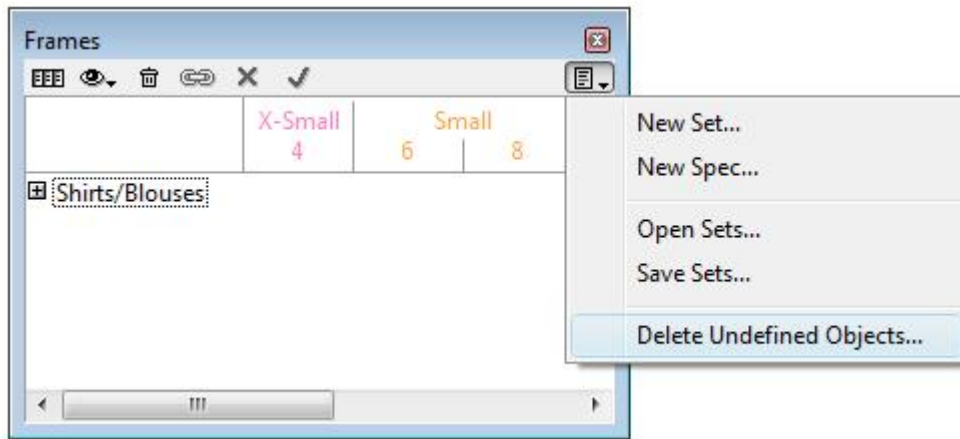 Frames
X-Small
Small
4
6
8
Shirts/Blouses
New Set...
New Spec...
Open Sets...
Save Sets...
Delete Undefined Objects...